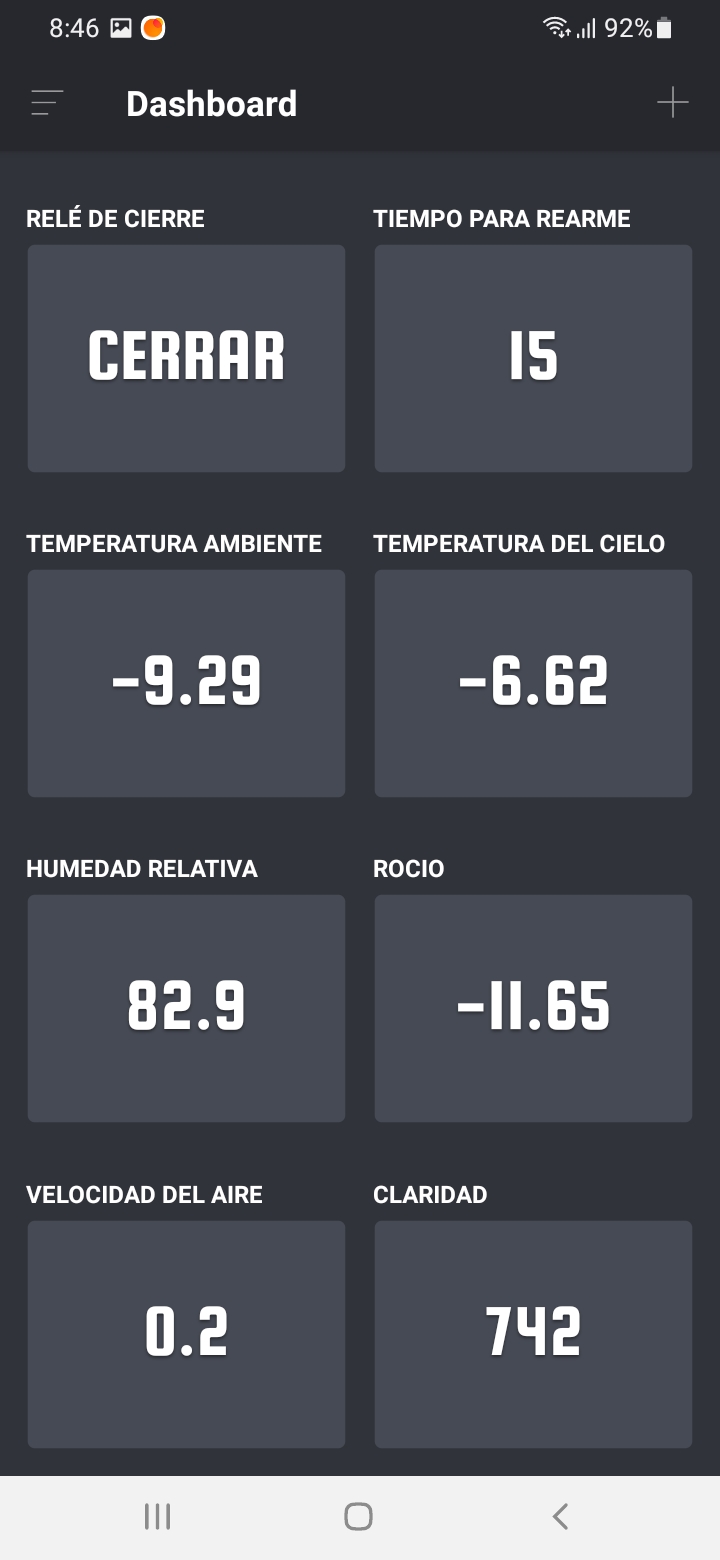 8:46 92%
Dashboard
RELÉ DE CIERRE TIEMPO PARA REARME
CERRAR 15
TEMPERATURA AMBIENTE TEMPERATURA DEL CIELO
-9.29 -6.62
HUMEDAD RELATIVA ROCIO
82.9 -11.65
VELOCIDAD DEL AIRE CLARIDAD
0.2 742